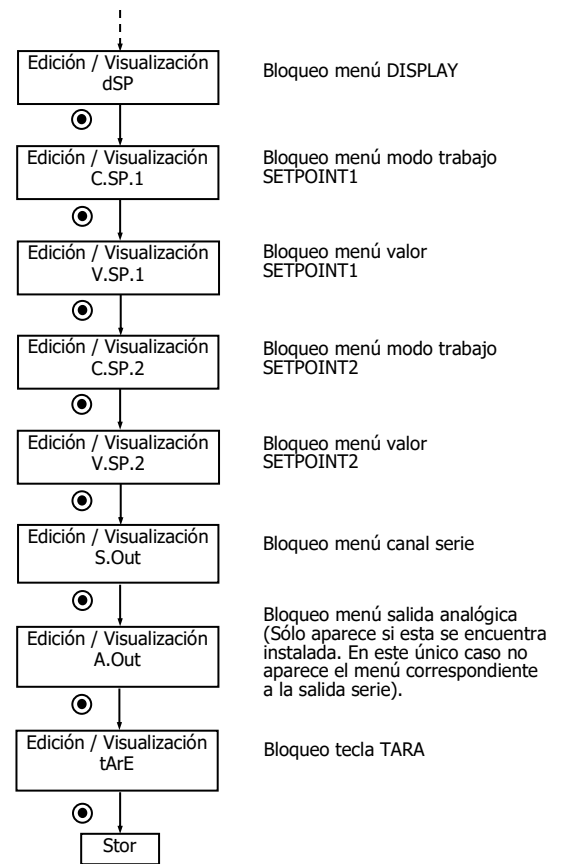 Edición / Visualización
dSP
Bloqueo menú DISPLAY
Edición / Visualización
C.SP.1
Bloqueo menú modo trabajo
SETPOINT1
Edición / Visualización
V.SP.1
Bloqueo menú valor
SETPOINT1
Edición / Visualización
C.SP.2
Bloqueo menú modo trabajo
SETPOINT2
Edición / Visualización
V.SP.2
Bloqueo menú valor
SETPOINT2
Edición / Visualización
S.Out
Bloqueo menú canal serie
Edición / Visualización
A.Out
Bloqueo menú salida analógica
(Sólo aparece si esta se encuentra
instalada. En este único caso no
aparece el menú correspondiente
a la salida serie).
Edición / Visualización
tArE
Bloqueo tecla TARA
Stor